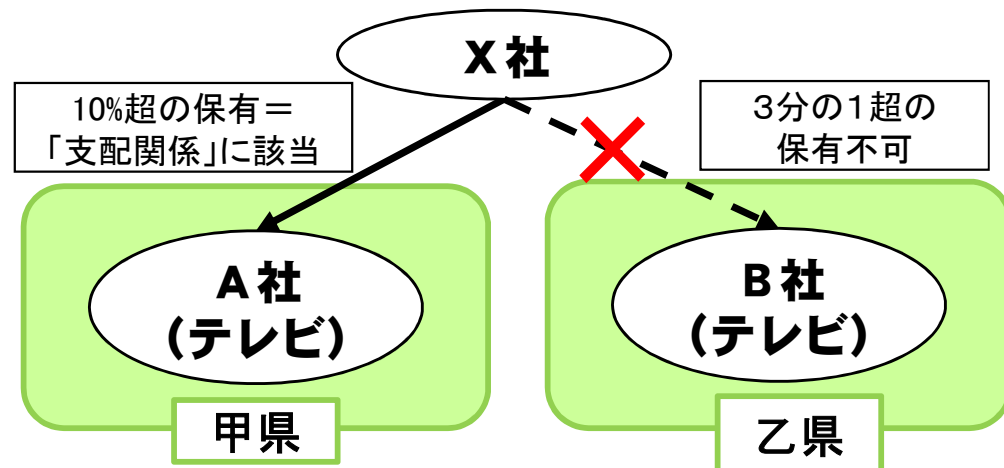 X社
10%超の保有＝
「支配関係」に該当
３分の１超の
保有不可
A社
(テレビ)
B社
(テレビ)
甲県
乙県